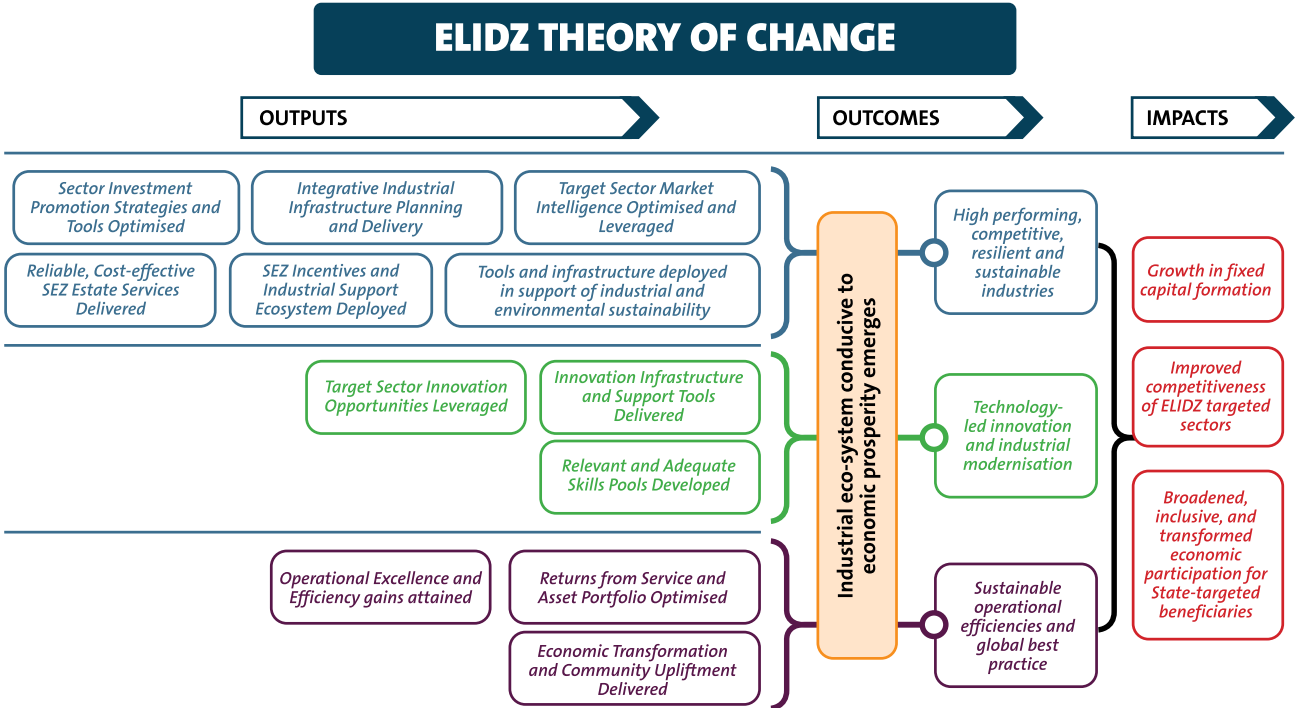 ELIDZ THEORY OF CHANGE
OUTPUTS
OUTCOMES
IMPACTS
Sector Investment
Promotion Strategies and
Tools Optimised
Integrative Industrial
Infrastructure Planning
and Delivery
Target Sector Market
Intelligence Optimised and
Leveraged
Reliable, Cost-effective
SEZ Estate Services
Delivered
SEZ Incentives and
Industrial Support
Ecosystem Deployed
Tools and infrastructure deployed
in support of industrial and
environmental sustainability
Target Sector Innovation
Opportunities Leveraged
Innovation Infrastructure
and Support Tools
Delivered
Relevant and Adequate
Skills Pools Developed
Operational Excellence and
Efficiency gains attained
Returns from Service and
Asset Portfolio Optimised
Economic Transformation
and Community Upliftment
Delivered
Industrial eco-system conducive to
economic prosperity emerges
High performing,
competitive,
resilient and
sustainable
industries
Technology-
led innovation
and industrial
modernisation
Sustainable
operational
efficiencies and
global best
practice
Growth in fixed
capital formation
Improved
competitiveness
of ELIDZ targeted
sectors
Broadened,
inclusive, and
transformed
economic
participation for
State-targeted
beneficiaries